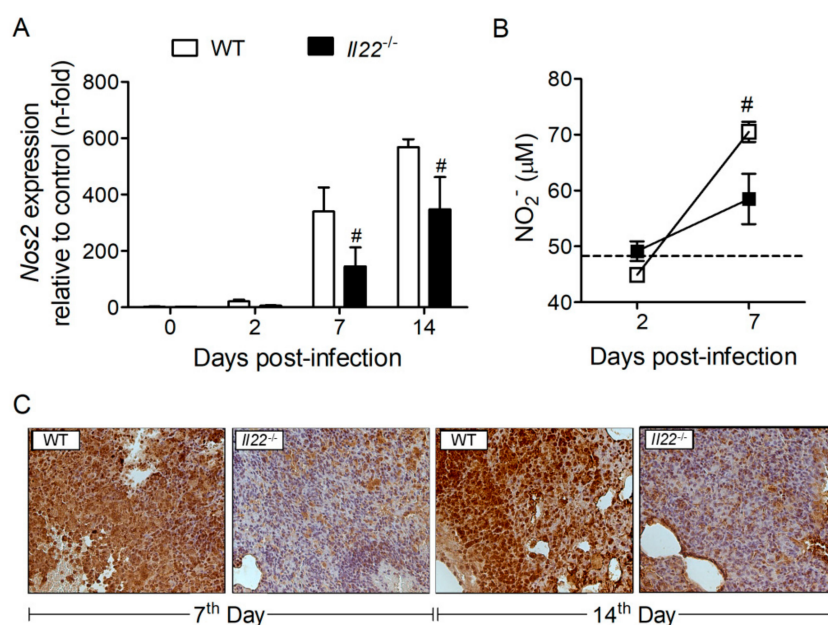 A
WT
Il22-/-
Nos2 expression
relative to control (n-fold)
800
600
400
200
0
#
#
0
2
7
14
Days post-infection
B
NO2- (µM)
80
70
60
50
40
#
2
7
Days post-infection
C
WT
Il22-/-
WT
Il22-/-
7th Day
14th Day